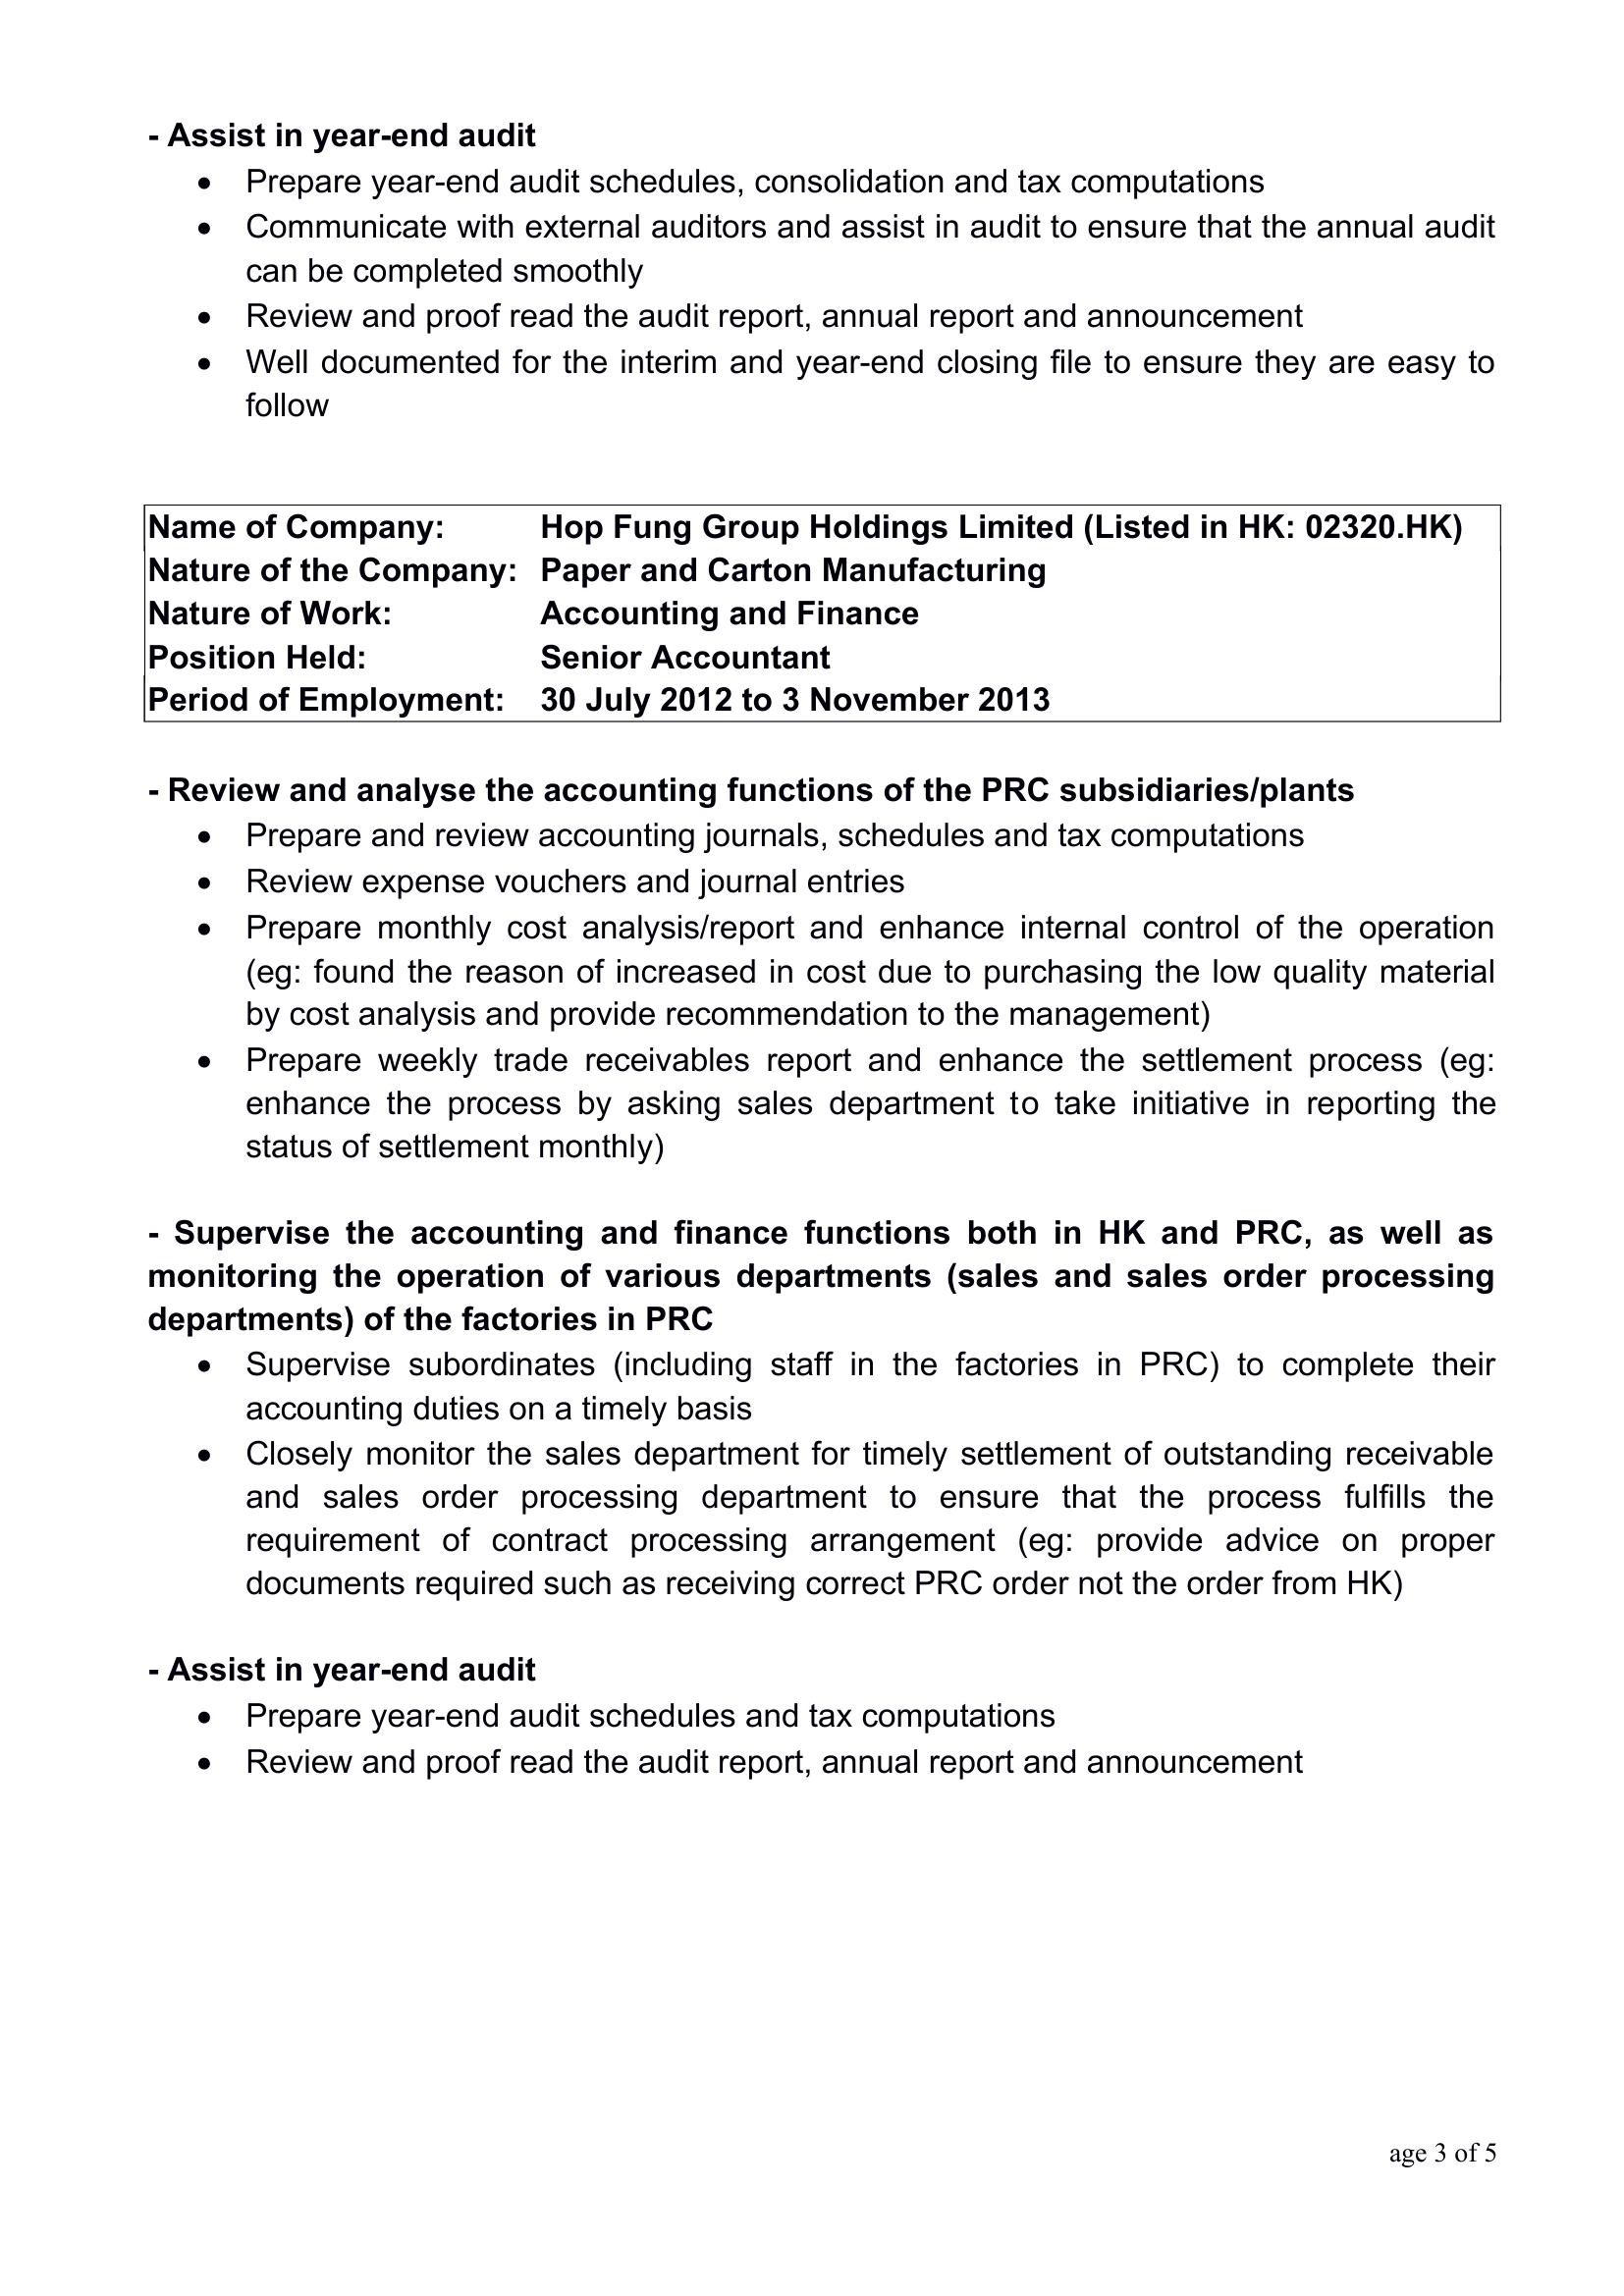 - Assist in year-end audit
• Prepare year-end audit schedules, consolidation and tax computations
• Communicate with external auditors and assist in audit to ensure that the annual audit
can be completed smoothly
• Review and proof read the audit report, annual report and announcement
• Well documented for the interim and year-end closing file to ensure they are easy to
follow
Name of Company: Hop Fung Group Holdings Limited (Listed in HK: 02320.HK)
Nature of the Company: Paper and Carton Manufacturing
Nature of Work: Accounting and Finance
Position Held: Senior Accountant
Period of Employment: 30 July 2012 to 3 November 2013
- Review and analyse the accounting functions of the PRC subsidiaries/plants
• Prepare and review accounting journals, schedules and tax computations
• Review expense vouchers and journal entries
• Prepare monthly cost analysis/report and enhance internal control of the operation
(eg: found the reason of increased in cost due to purchasing the low quality material
by cost analysis and provide recommendation to the management)
• Prepare weekly trade receivables report and enhance the settlement process (eg:
enhance the process by asking sales department to take initiative in reporting the
status of settlement monthly)
- Supervise the accounting and finance functions both in HK and PRC, as well as
monitoring the operation of various departments (sales and sales order processing
departments) of the factories in PRC
• Supervise subordinates (including staff in the factories in PRC) to complete their
accounting duties on a timely basis
• Closely monitor the sales department for timely settlement of outstanding receivable
and sales order processing department to ensure that the process fulfills the
requirement of contract processing arrangement (eg: provide advice on proper
documents required such as receiving correct PRC order not the order from HK)
- Assist in year-end audit
• Prepare year-end audit schedules and tax computations
• Review and proof read the audit report, annual report and announcement
age 3 of 5